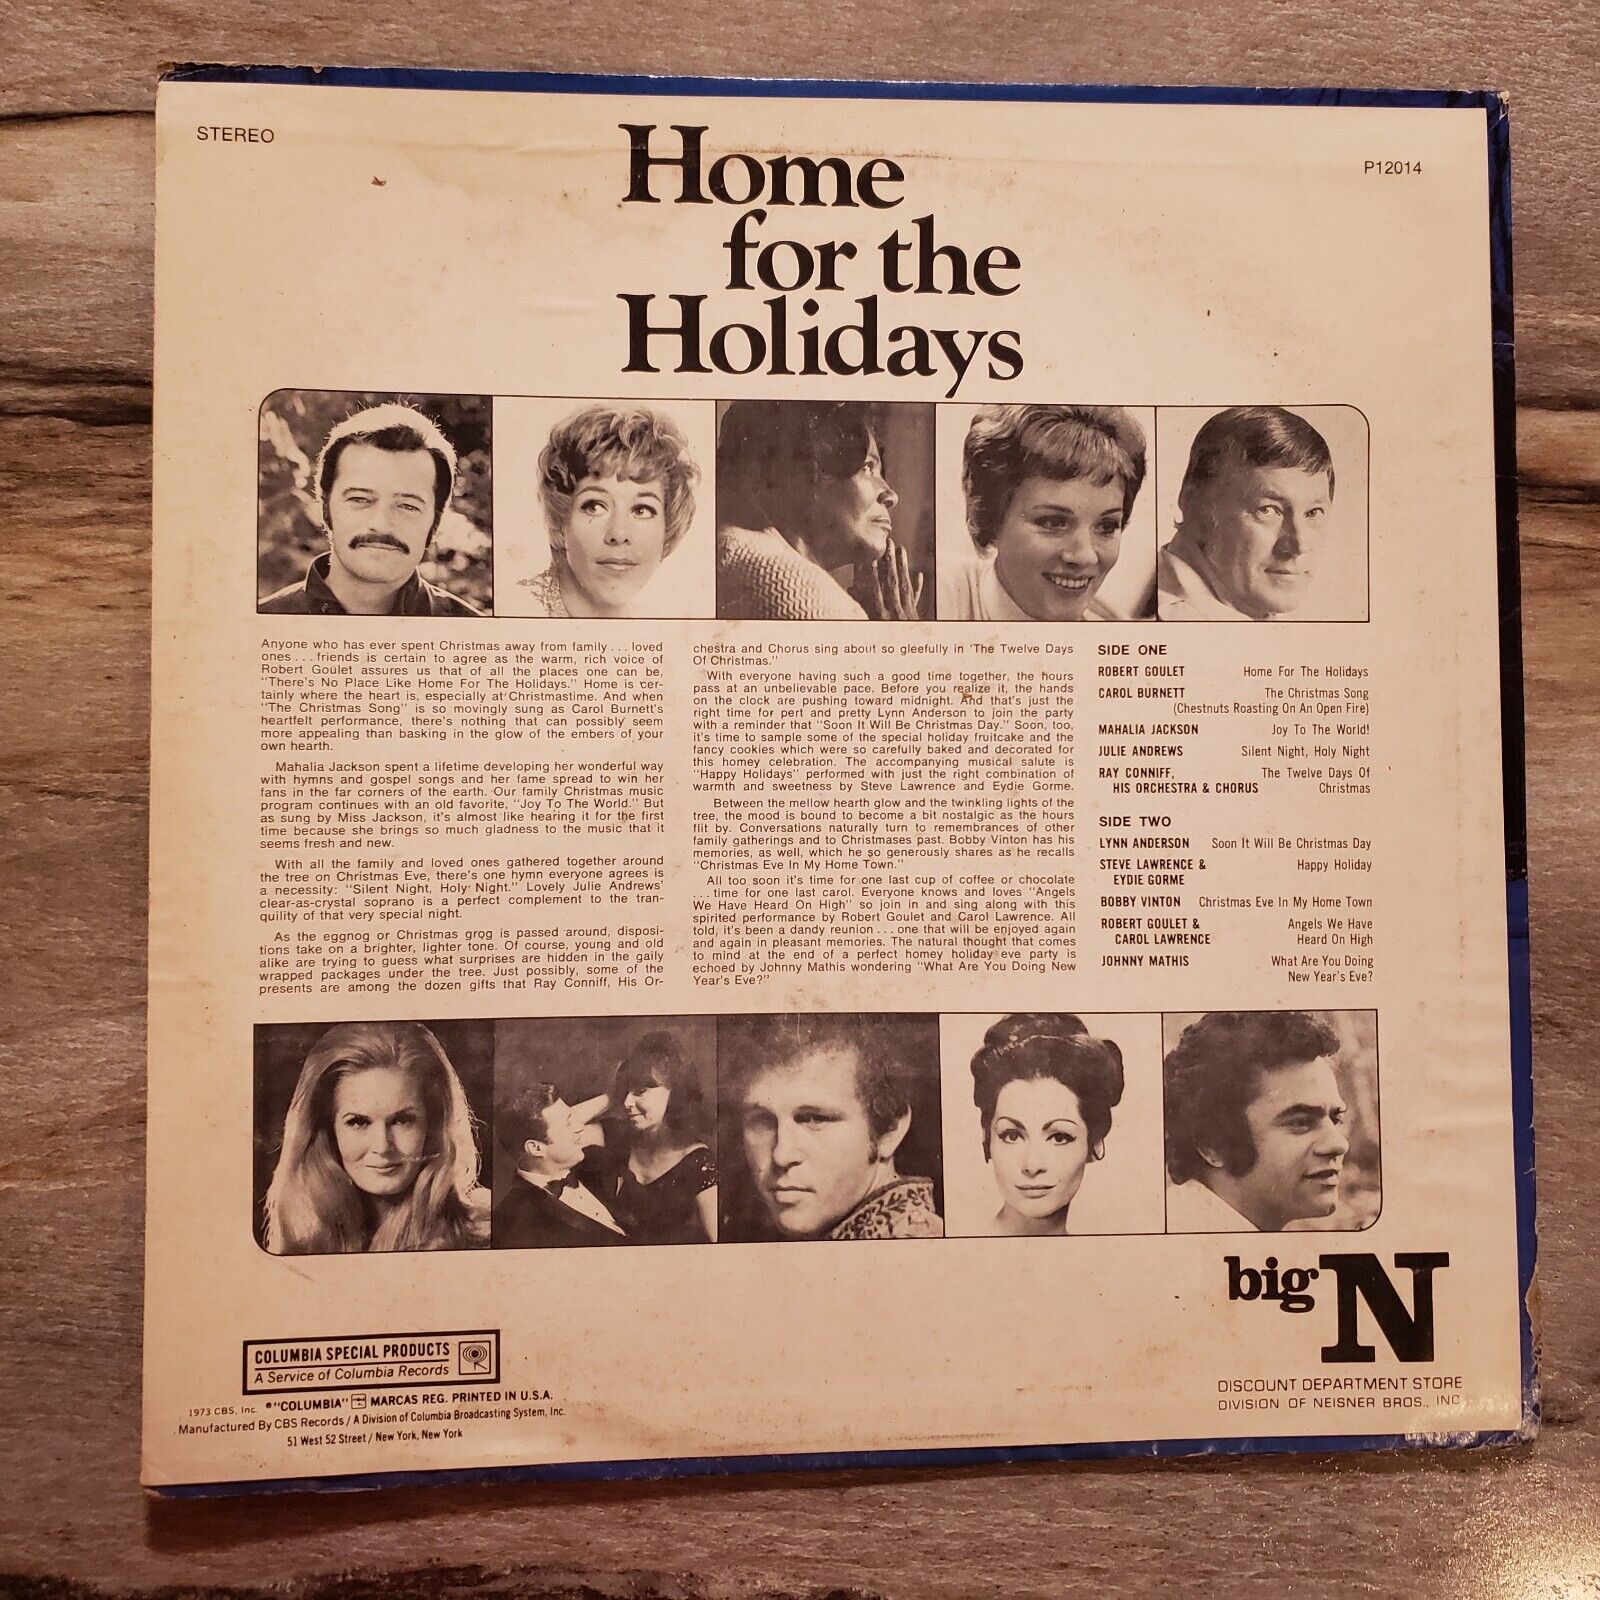 STEREO
P12014
Home
for the
Holidays
Anyone who has ever spent Christmas away from family . . . loved
ones . . . friends is certain to agree as the warm, rich voice of
Robert Goulet assures us that of all the places one can be,
"There's No Place Like Home For The Holidays." Home is cer-
tainly where the heart is, especially at Christmastime. And when
"The Christmas Song" is so movingly sung as Carol Burnett's
heartfelt performance, there's nothing that can possibly seem
more appealing than basking in the glow of the embers of your
own hearth.
Mahalia Jackson spent a lifetime developing her wonderful way
with hymns and gospel songs and her fame spread to win her
fans in the far corners of the earth. Our family Christmas music
program continues with an old favorite, "Joy To The World." But
as sung by Miss Jackson, it's almost like hearing it for the first
time because she brings so much gladness to the music that it
seems fresh and new.
With all the family and loved ones gathered together around
the tree on Christmas Eve, there's one hymn everyone agrees is
a necessity: "Silent Night, Holy Night." Lovely Julie Andrews'
clear-as-crystal soprano is a perfect complement to the tran-
quility of that very special night.
As the eggnog or Christmas grog is passed around, disposi-
tions take on a brighter, lighter tone. Of course, young and old
alike are trying to guess what surprises are hidden in the gaily
wrapped packages under the tree. Just possibly, some of the
presents are among the dozen gifts that Ray Conniff, His Or-
chestra and Chorus sing about so gleefully in 'The Twelve Days
Of Christmas."
With everyone having such a good time together, the hours
pass at an unbelievable pace. Before you realize it, the hands
on the clock are pushing toward midnight. And that's just the
right time for pert and pretty Lynn Anderson to join the party
with a reminder that "Soon It Will Be Christmas Day." Soon, too,
it's time to sample some of the special holiday fruitcake and the
fancy cookies which were so carefully baked and decorated for
this homey celebration. The accompanying musical salute is
"Happy Holidays" performed with just the right combination of
warmth and sweetness by Steve Lawrence and Eydie Gorme.
Between the mellow hearth glow and the twinkling lights of the
tree, the mood is bound to become a bit nostalgic as the hours
flit by. Conversations naturally turn to remembrances of other
family gatherings and to Christmases past. Bobby Vinton has his
memories, as well, which he so generously shares as he recalls
"Christmas Eve In My Home Town."
All too soon it's time for one last cup of coffee or chocolate
. . . time for one last carol. Everyone knows and loves "Angels
We Have Heard On High" so join in and sing along with this
spirited performance by Robert Goulet and Carol Lawrence. All
told, it's been a dandy reunion . . . one that will be enjoyed again
and again in pleasant memories. The natural thought that comes
to mind at the end of a perfect homey holiday eve party is
echoed by Johnny Mathis wondering "What Are You Doing New
Year's Eve?"
SIDE ONE
ROBERT GOULET Home For The Holidays
CAROL BURNETT The Christmas Song
(Chestnuts Roasting On An Open Fire)
MAHALIA JACKSON Joy To The World!
JULIE ANDREWS Silent Night, Holy Night
RAY CONNIFF, The Twelve Days Of
HIS ORCHESTRA & CHORUS Christmas
SIDE TWO
LYNN ANDERSON Soon It Will Be Christmas Day
STEVE LAWRENCE & Happy Holiday
EYDIE GORME
BOBBY VINTON Christmas Eve In My Home Town
ROBERT GOULET & Angels We Have
CAROL LAWRENCE Heard On High
JOHNNY MATHIS What Are You Doing
New Year's Eve?
big N
DISCOUNT DEPARTMENT STORE
DIVISION OF NEISNER BROS., INC.
COLUMBIA SPECIAL PRODUCTS
A Service of Columbia Records
1973 CBS, Inc. ®"COLUMBIA" MARCAS REG. PRINTED IN U.S.A.
Manufactured By CBS Records / A Division of Columbia Broadcasting System, Inc.
51 West 52 Street / New York, New York